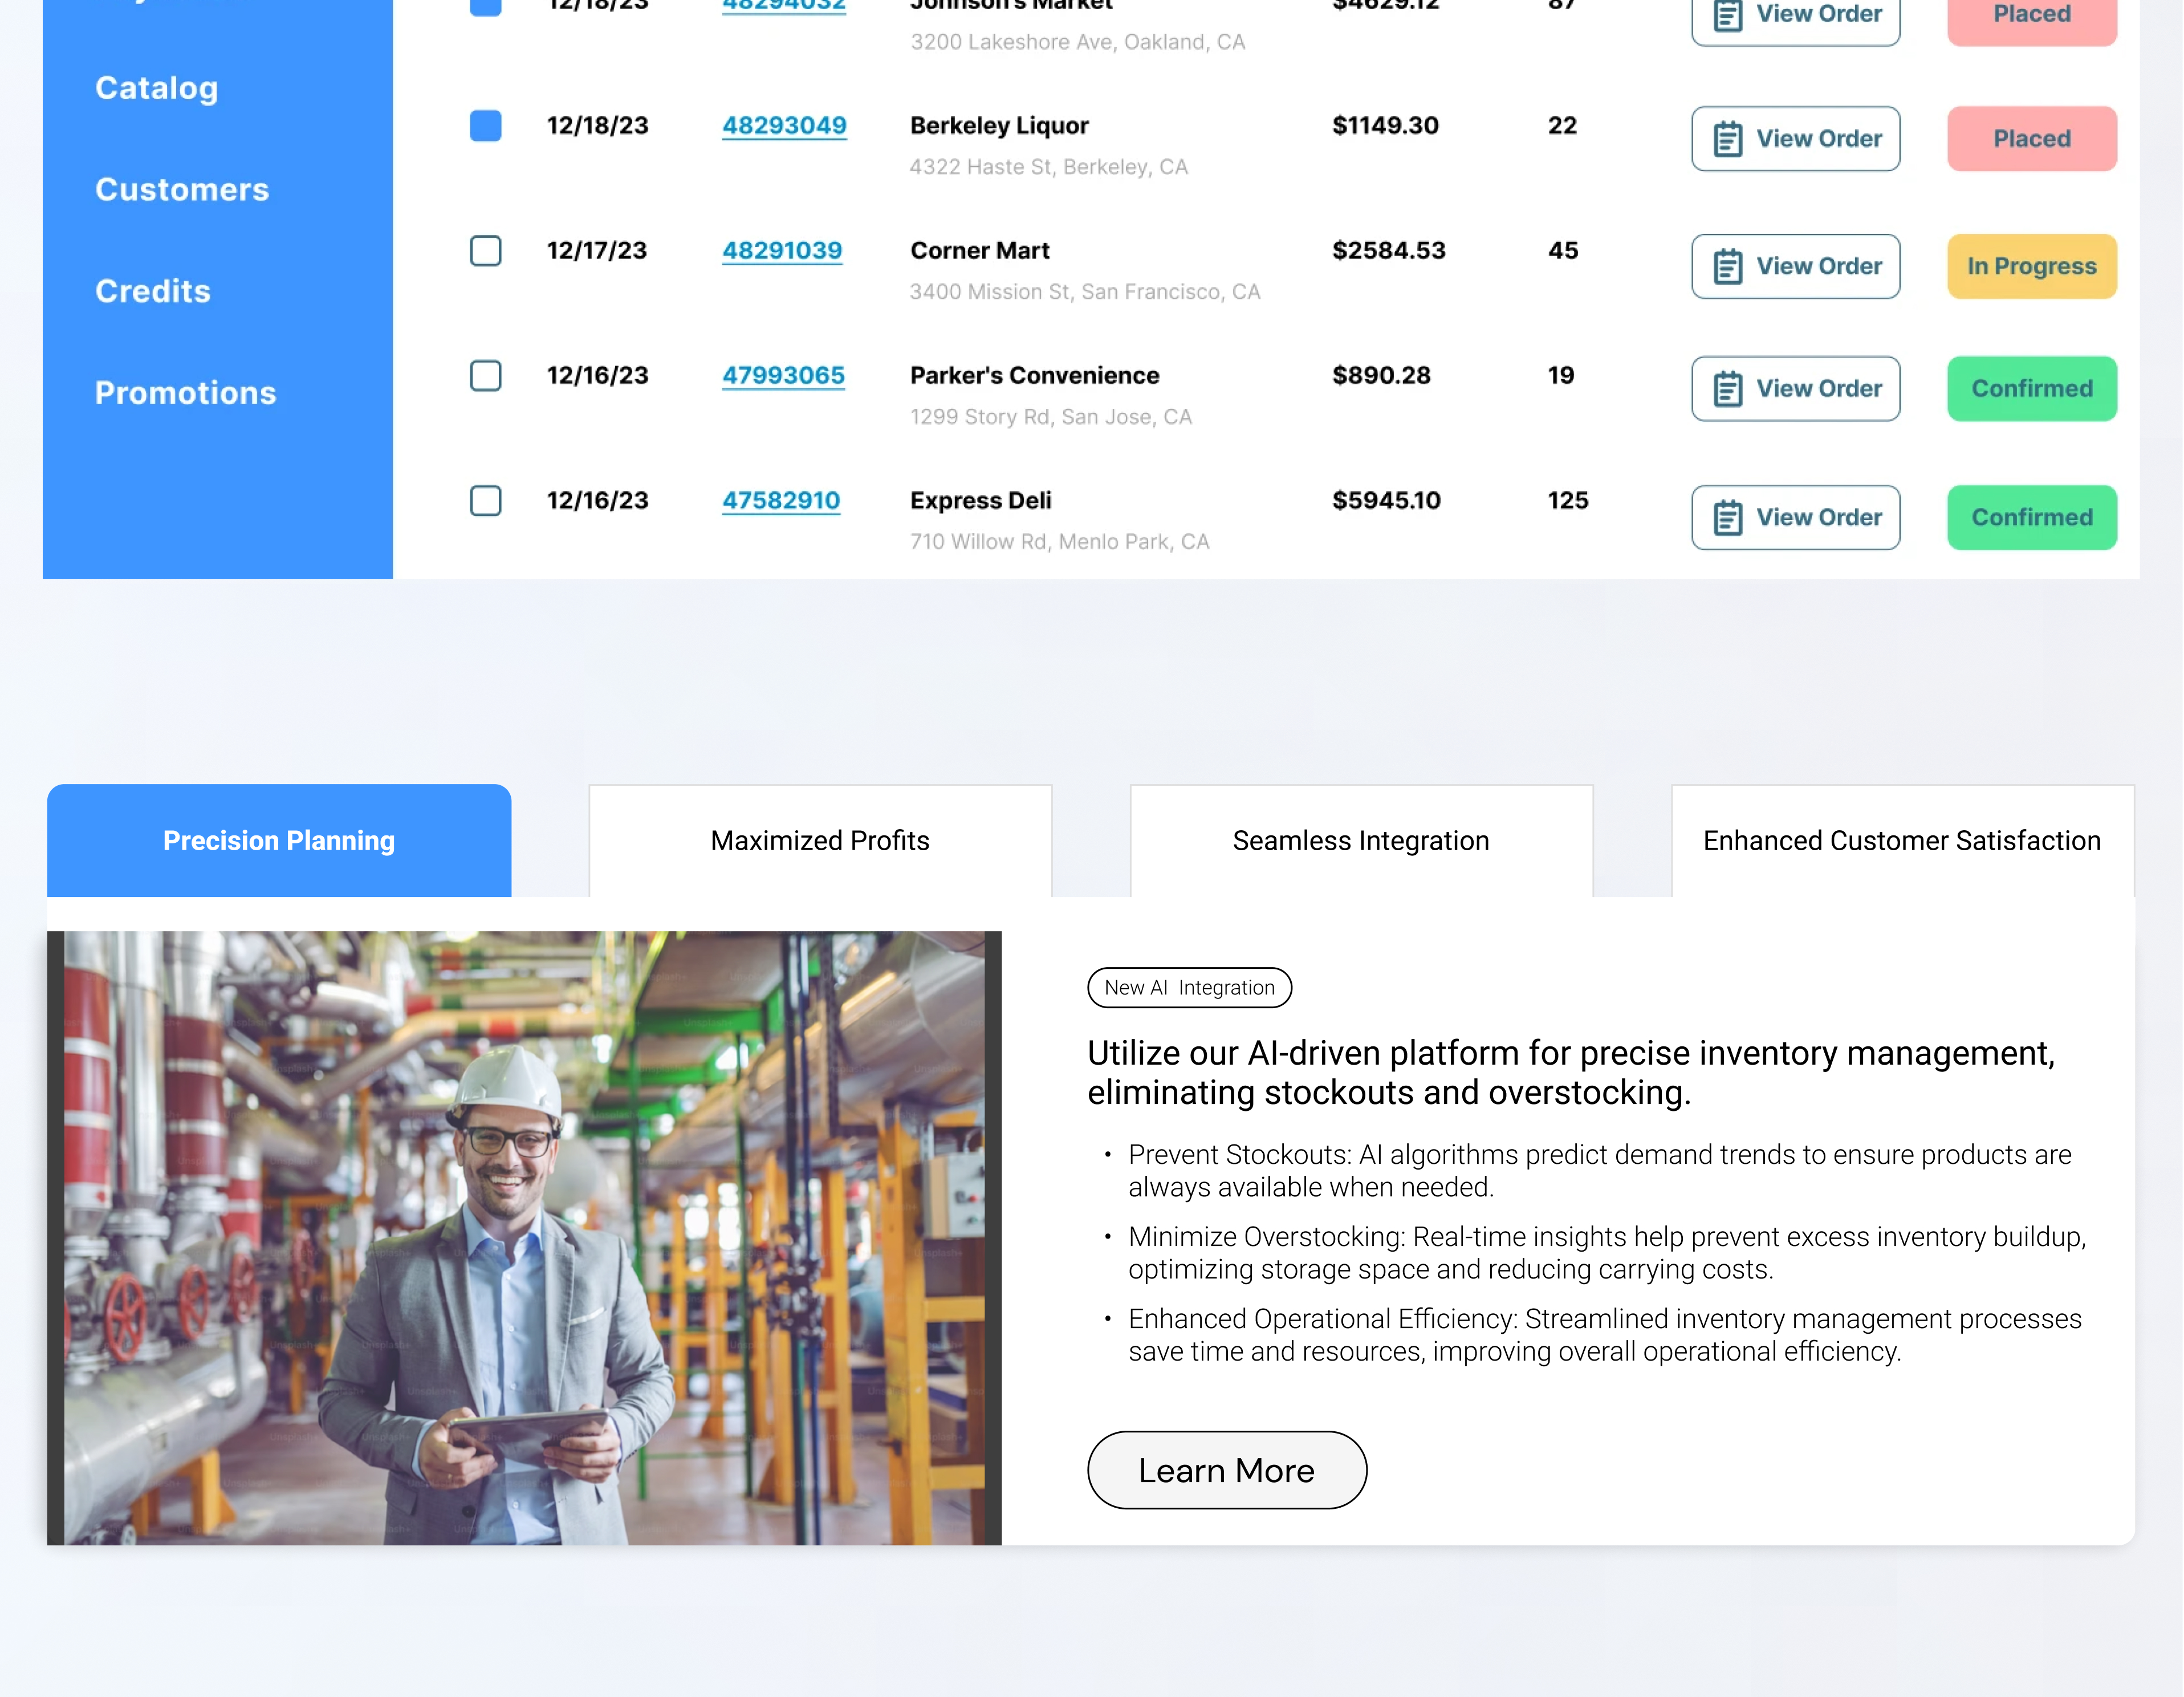 12/18/23 48294032 Johnson's Market $4629.12 87 View Order Placed
3200 Lakeshore Ave, Oakland, CA
Catalog
12/18/23 48293049 Berkeley Liquor $1149.30 22 View Order Placed
4322 Haste St, Berkeley, CA
Customers
12/17/23 48291039 Corner Mart $2584.53 45 View Order In Progress
3400 Mission St, San Francisco, CA
Credits
12/16/23 47993065 Parker's Convenience $890.28 19 View Order Confirmed
1299 Story Rd, San Jose, CA
Promotions
12/16/23 47582910 Express Deli $5945.10 125 View Order Confirmed
710 Willow Rd, Menlo Park, CA
Precision Planning
Maximized Profits
Seamless Integration
Enhanced Customer Satisfaction
New AI Integration
Utilize our AI-driven platform for precise inventory management,
eliminating stockouts and overstocking.
• Prevent Stockouts: AI algorithms predict demand trends to ensure products are
always available when needed.
• Minimize Overstocking: Real-time insights help prevent excess inventory buildup,
optimizing storage space and reducing carrying costs.
• Enhanced Operational Efficiency: Streamlined inventory management processes
save time and resources, improving overall operational efficiency.
Learn More